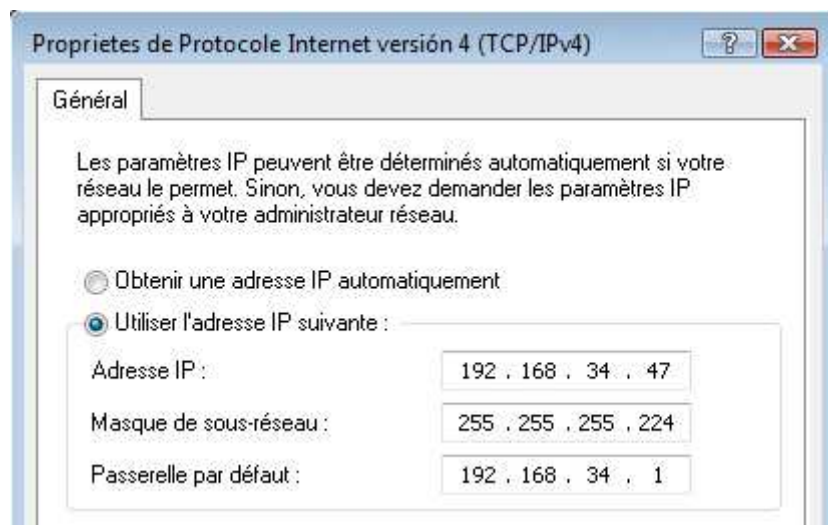 Proprietes de Protocole Internet versión 4 (TCP/IPv4)
Général
Les paramètres IP peuvent être déterminés automatiquement si votre
réseau le permet. Sinon, vous devez demander les paramètres IP
appropriés à votre administrateur réseau.
Obtenir une adresse IP automatiquement
Utiliser l'adresse IP suivante :
Adresse IP : 192 . 168 . 34 . 47
Masque de sous-réseau : 255 . 255 . 255 . 224
Passerelle par défaut : 192 . 168 . 34 . 1